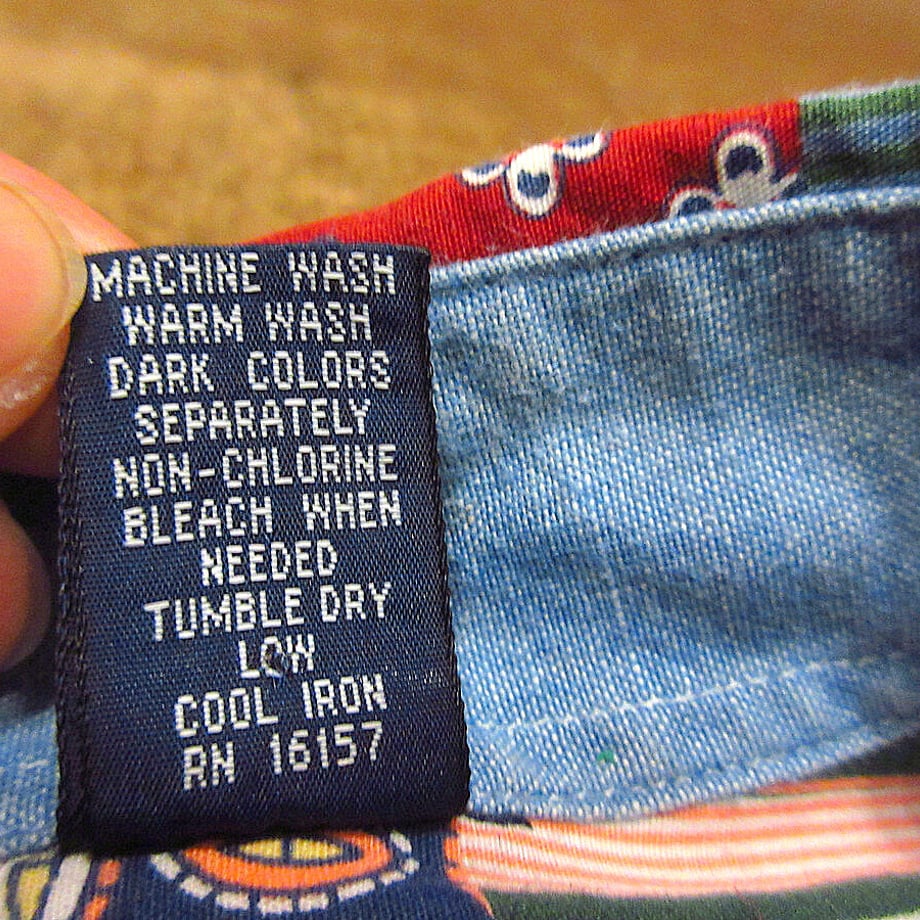 MACHINE WASH
WARM WASH
DARK COLORS
SEPARATELY
NON-CHLORINE
BLEACH WHEN
NEEDED
TUMBLE DRY
LOW
COOL IRON
RN 16157